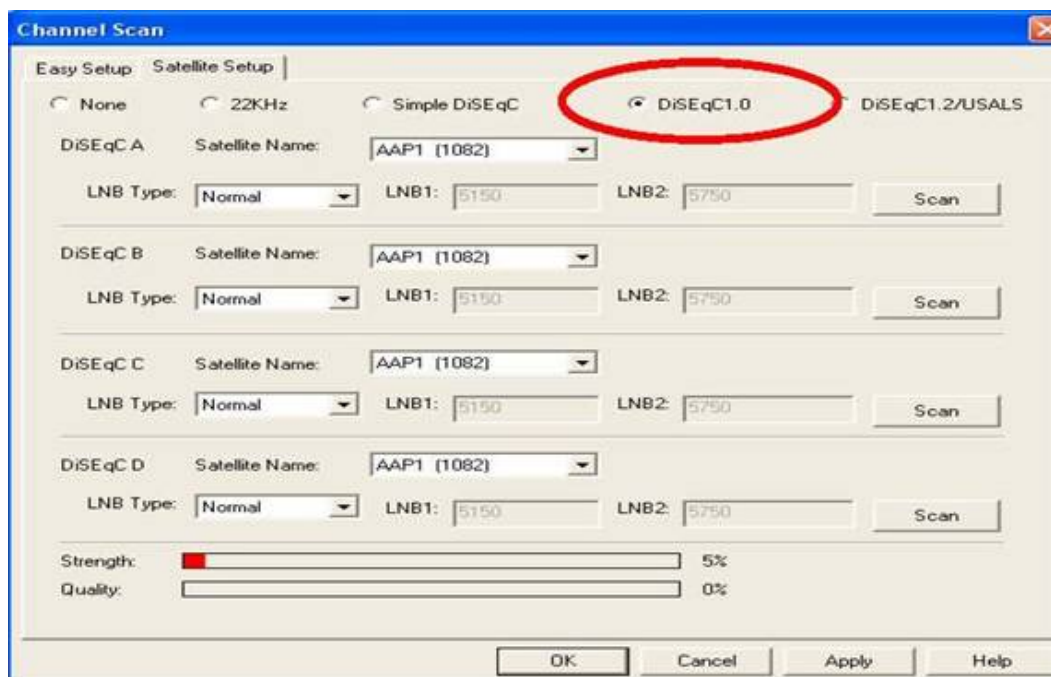 Channel Scan
Easy Setup Satellite Setup
None 22KHz Simple DiSEqC DiSEqC1.0 DiSEqC1.2/USALS
DiSEqC A Satellite Name: AAP1 (1082)
LNB Type: Normal LNB1: 5150 LNB2: 5750 Scan
DiSEqC B Satellite Name: AAP1 (1082)
LNB Type: Normal LNB1: 5150 LNB2: 5750 Scan
DiSEqC C Satellite Name: AAP1 (1082)
LNB Type: Normal LNB1: 5150 LNB2: 5750 Scan
DiSEqC D Satellite Name: AAP1 (1082)
LNB Type: Normal LNB1: 5150 LNB2: 5750 Scan
Strength: 5%
Quality: 0%
OK Cancel Apply Help